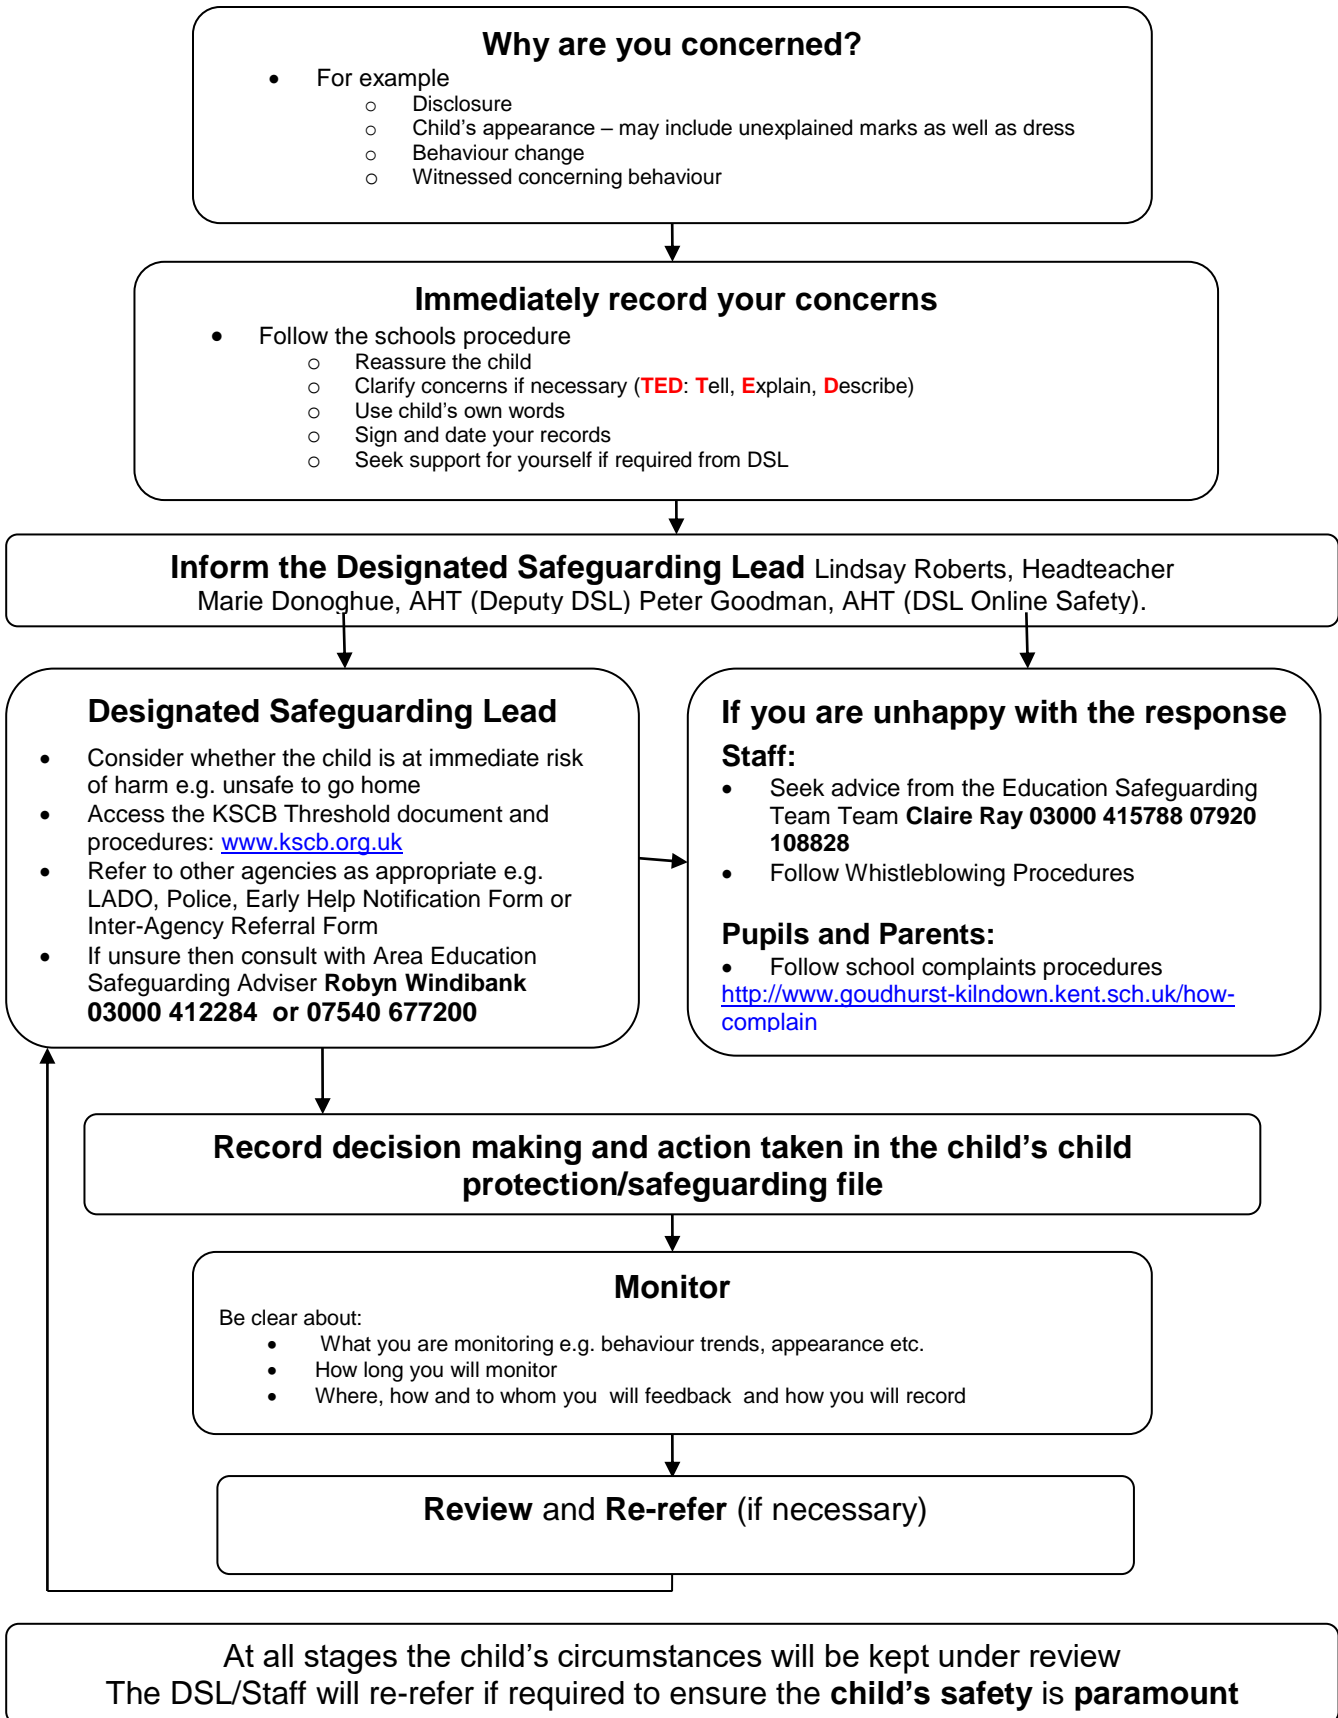 Why are you concerned?
• For example
o Disclosure
o Child's appearance – may include unexplained marks as well as dress
o Behaviour change
o Witnessed concerning behaviour
Immediately record your concerns
• Follow the schools procedure
o Reassure the child
o Clarify concerns if necessary (TED: Tell, Explain, Describe)
o Use child's own words
o Sign and date your records
o Seek support for yourself if required from DSL
Inform the Designated Safeguarding Lead Lindsay Roberts, Headteacher
Marie Donoghue, AHT (Deputy DSL) Peter Goodman, AHT (DSL Online Safety).
Designated Safeguarding Lead
• Consider whether the child is at immediate risk
of harm e.g. unsafe to go home
• Access the KSCB Threshold document and
procedures: www.kscb.org.uk
• Refer to other agencies as appropriate e.g.
LADO, Police, Early Help Notification Form or
Inter-Agency Referral Form
• If unsure then consult with Area Education
Safeguarding Adviser Robyn Windibank
03000 412284 or 07540 677200
If you are unhappy with the response
Staff:
• Seek advice from the Education Safeguarding
Team Team Claire Ray 03000 415788 07920
108828
• Follow Whistleblowing Procedures
Pupils and Parents:
• Follow school complaints procedures
http://www.goudhurst-kilndown.kent.sch.uk/how-
complain
Record decision making and action taken in the child's child
protection/safeguarding file
Monitor
Be clear about:
• What you are monitoring e.g. behaviour trends, appearance etc.
• How long you will monitor
• Where, how and to whom you will feedback and how you will record
Review and Re-refer (if necessary)
At all stages the child's circumstances will be kept under review
The DSL/Staff will re-refer if required to ensure the child's safety is paramount